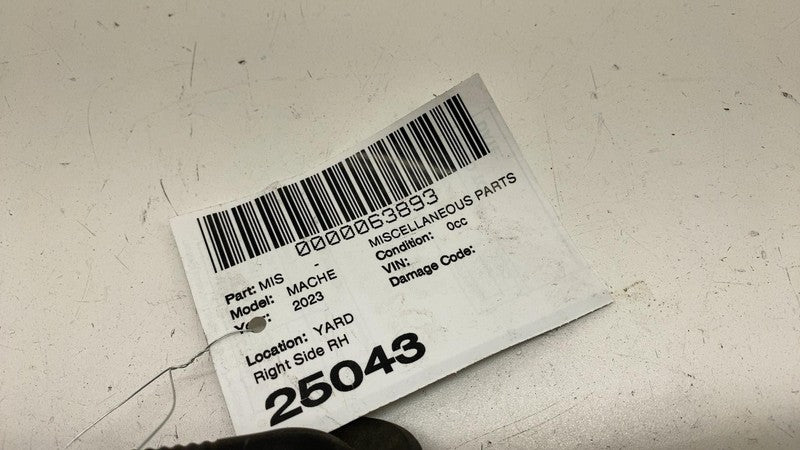 0000063893
Part: MIS - MISCELLANEOUS PARTS
Model: MACHE Condition: 0cc
2023 VIN:
Damage Code:
Location: YARD
Right Side RH
25043